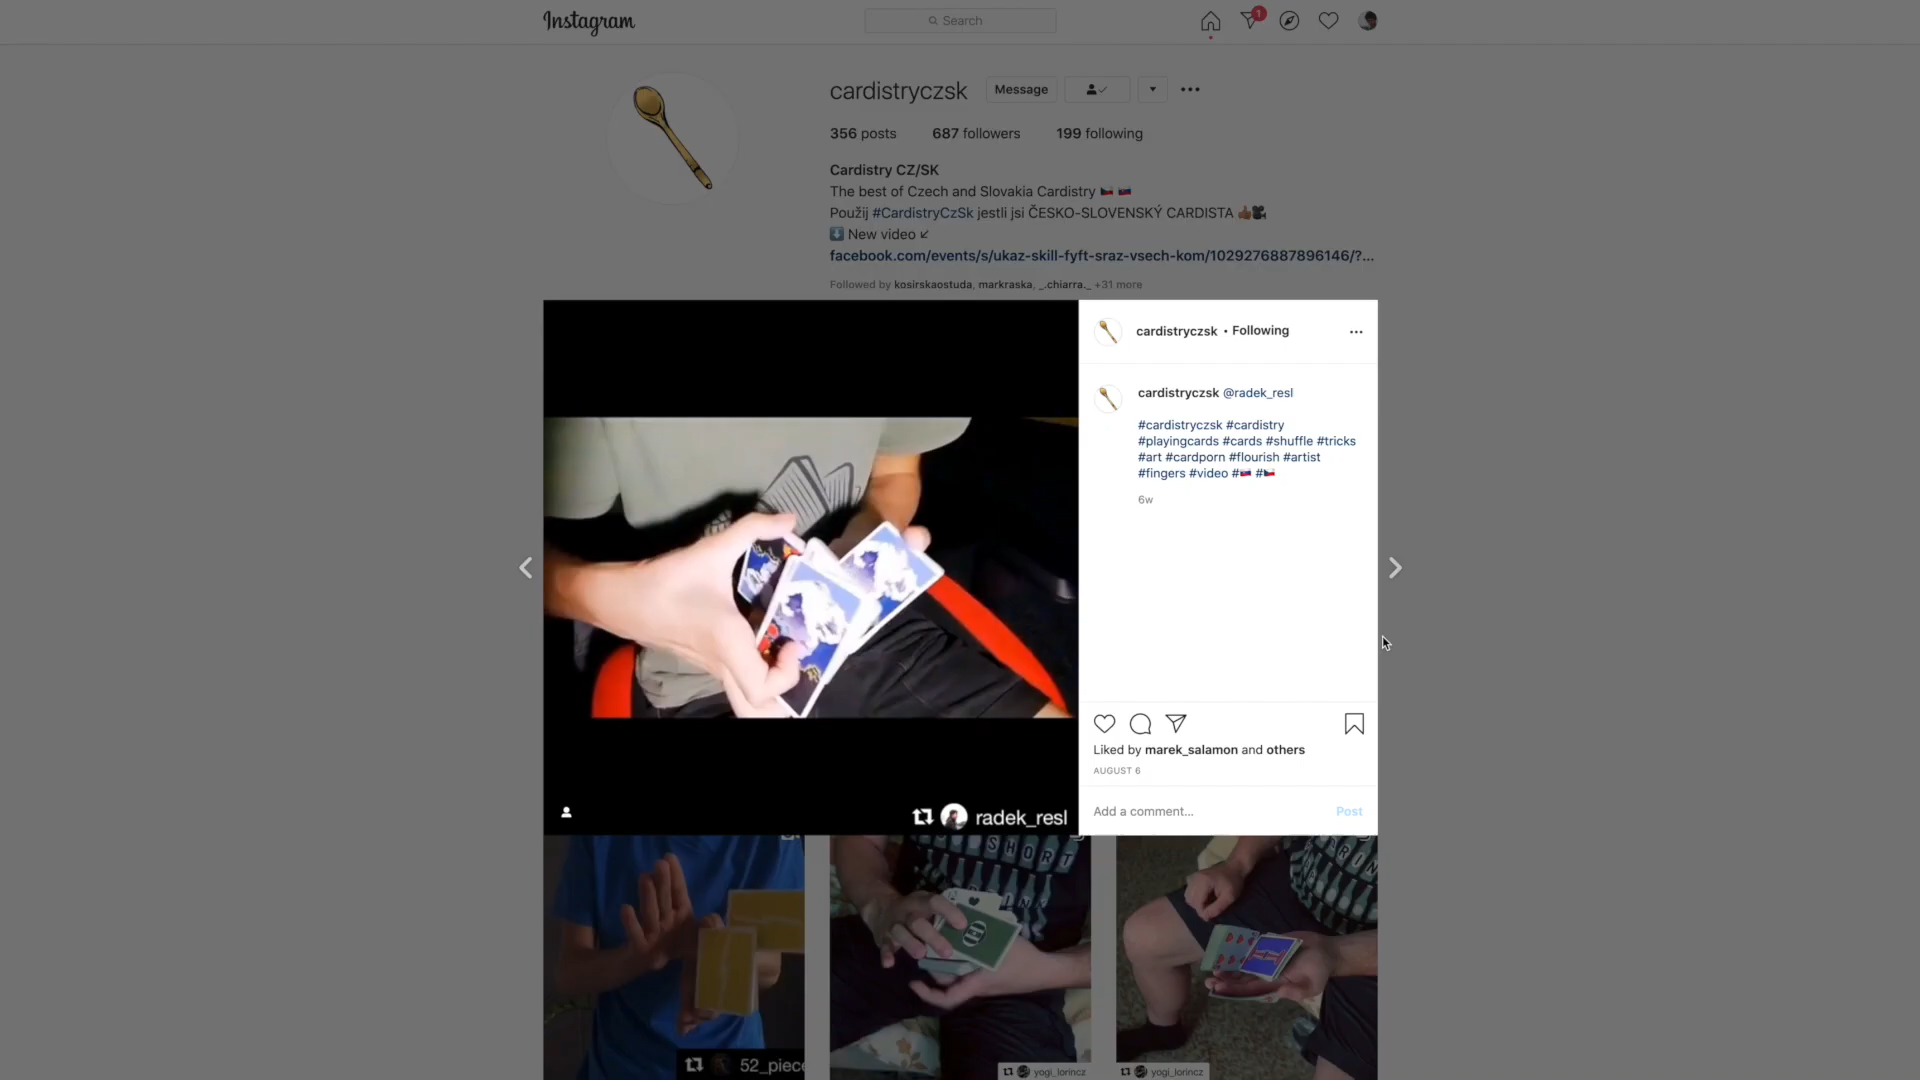 Instagram
Search
1
cardistryczsk
Message
356 posts 687 followers 199 following
Cardistry CZ/SK
The best of Czech and Slovakia Cardistry 🇨🇿 🇸🇰
Použij #CardistryCzSk jestli jsi ČESKO-SLOVENSKÝ CARDISTA 👍🏾🎥
⬇️ New video ↙
facebook.com/events/s/ukaz-skill-fyft-sraz-vsech-kom/1029276887896146/?...
Followed by kosirskaostuda, markraska, _.chiarra._ +31 more
cardistryczsk • Following
cardistryczsk @radek_resl
#cardistryczsk #cardistry
#playingcards #cards #shuffle #tricks
#art #cardporn #flourish #artist
#fingers #video #🇸🇰 #🇨🇿
6w
Liked by marek_salamon and others
AUGUST 6
Add a comment... Post
radek_resl
SHORT
52_piece
yogi_lorincz
yogi_lorincz